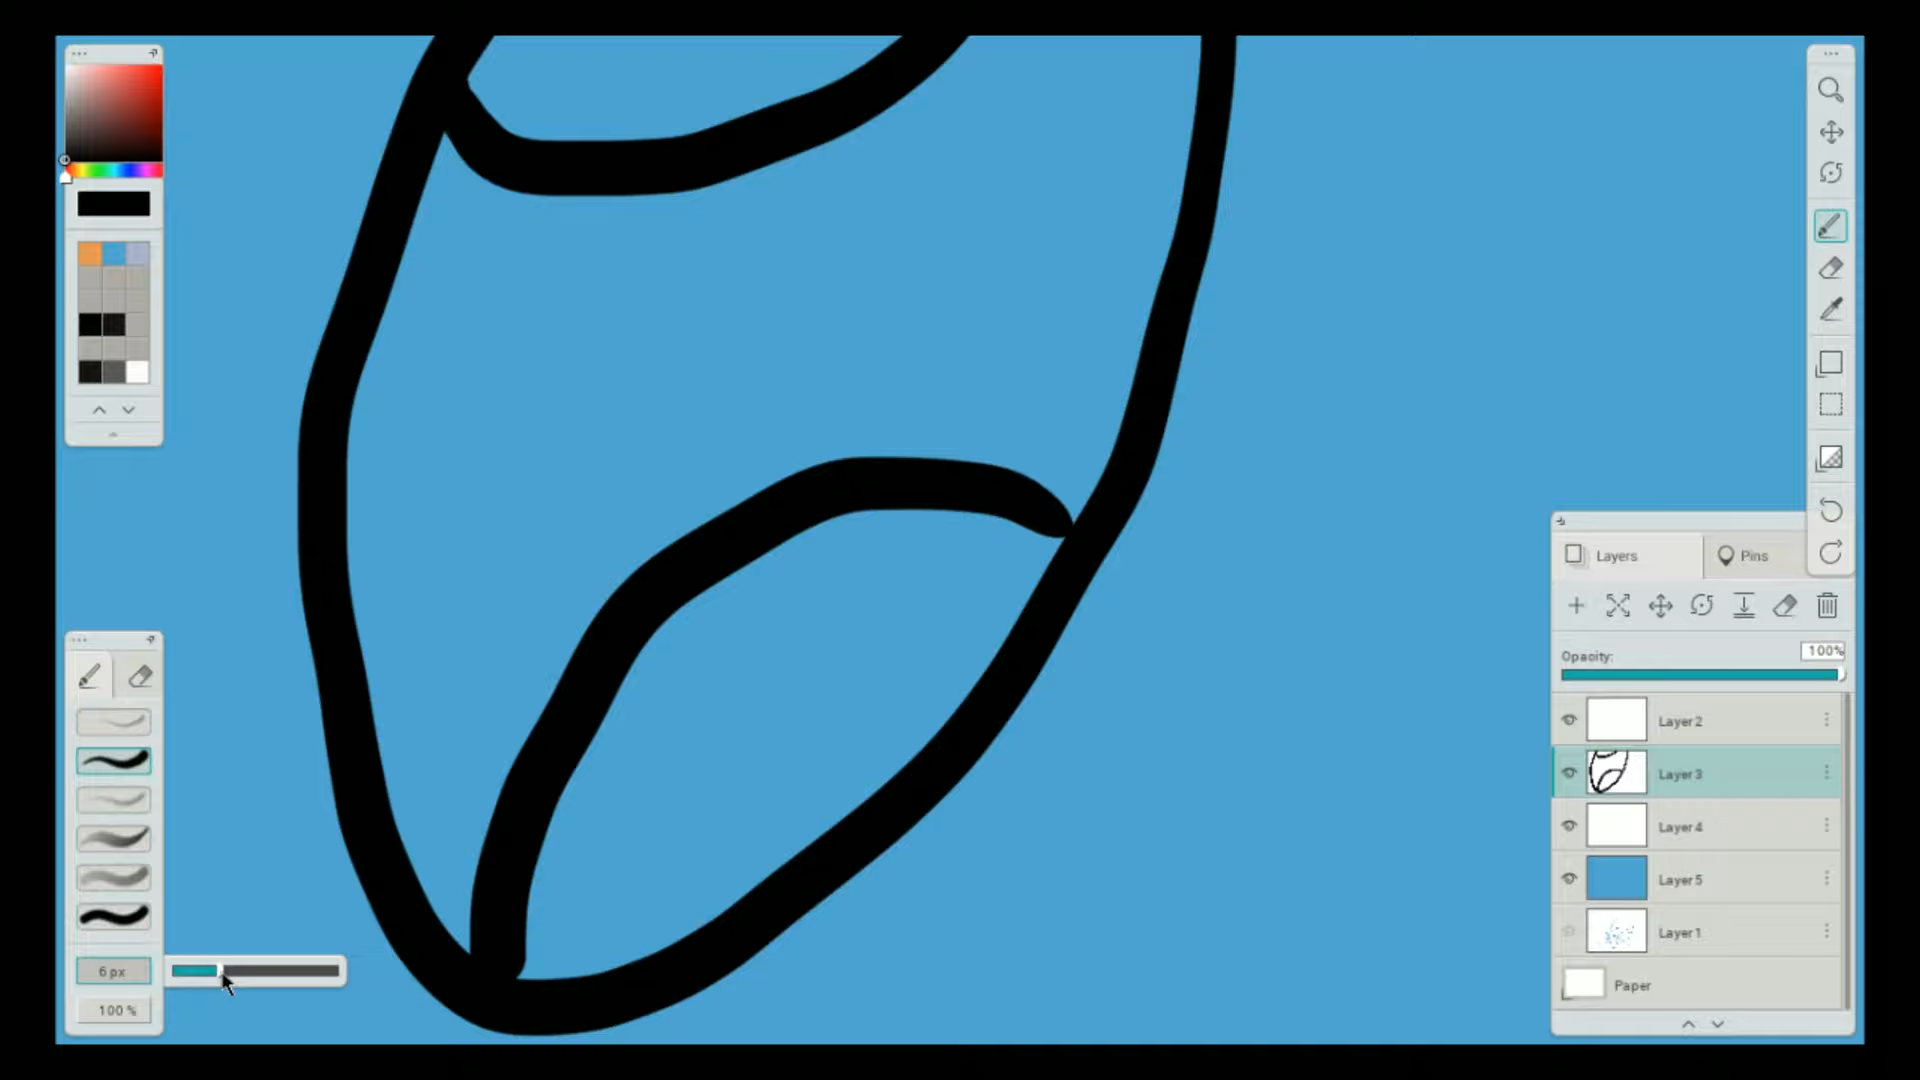 Layers
Pins
Opacity:
100%
Layer 2
Layer 3
Layer 4
Layer 5
Layer 1
Paper
6 px
100 %